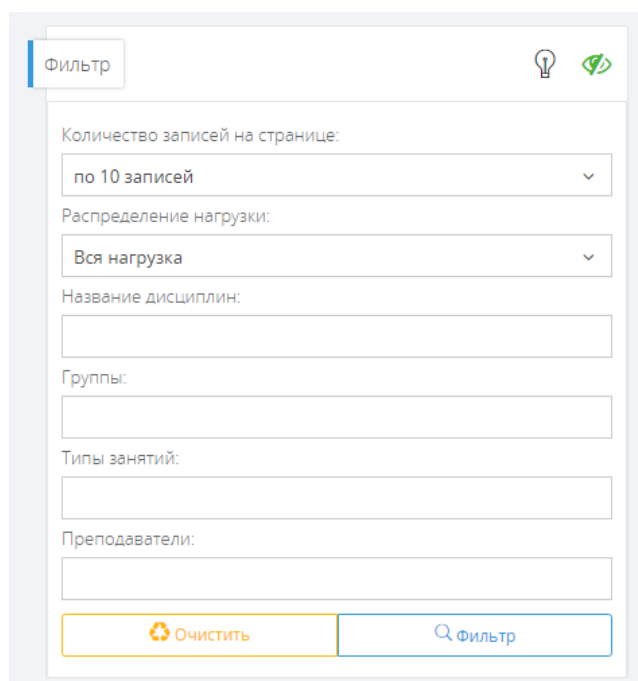 Фильтр
Количество записей на странице:
по 10 записей
Распределение нагрузки:
Вся нагрузка
Название дисциплин:
Группы:
Типы занятий:
Преподаватели:
Очистить
Фильтр